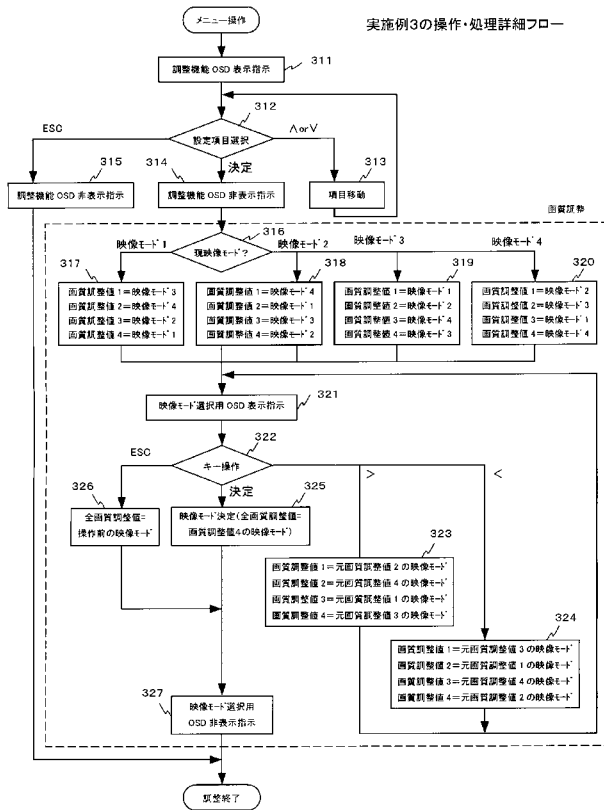 実施例3の操作・処理詳細フロー
メニュー操作
311
調整機能 OSD 表示指示
312
設定項目選択
ESC
∧or∨
決定
315
調整機能 OSD 非表示指示
314
調整機能 OSD 非表示指示
313
項目移動
画質調整
316
現映像モード?
映像モード1
映像モード2
映像モード3
映像モード4
317
画質調整値1=映像モード3
画質調整値2=映像モード4
画質調整値3=映像モード2
画質調整値4=映像モード1
318
画質調整値1=映像モード4
画質調整値2=映像モード1
画質調整値3=映像モード3
画質調整値4=映像モード2
319
画質調整値1=映像モード1
画質調整値2=映像モード2
画質調整値3=映像モード4
画質調整値4=映像モード3
320
画質調整値1=映像モード2
画質調整値2=映像モード3
画質調整値3=映像モード1
画質調整値4=映像モード4
321
映像モード選択用 OSD 表示指示
322
キー操作
ESC
決定
>
<
326
全画質調整値=
操作前の映像モード
325
映像モード決定(全画質調整値=
画質調整値4の映像モード)
323
画質調整値1=元画質調整値2の映像モード
画質調整値2=元画質調整値4の映像モード
画質調整値3=元画質調整値1の映像モード
画質調整値4=元画質調整値3の映像モード
324
画質調整値1=元画質調整値3の映像モード
画質調整値2=元画質調整値1の映像モード
画質調整値3=元画質調整値4の映像モード
画質調整値4=元画質調整値2の映像モード
327
映像モード選択用
OSD 非表示指示
調整終了